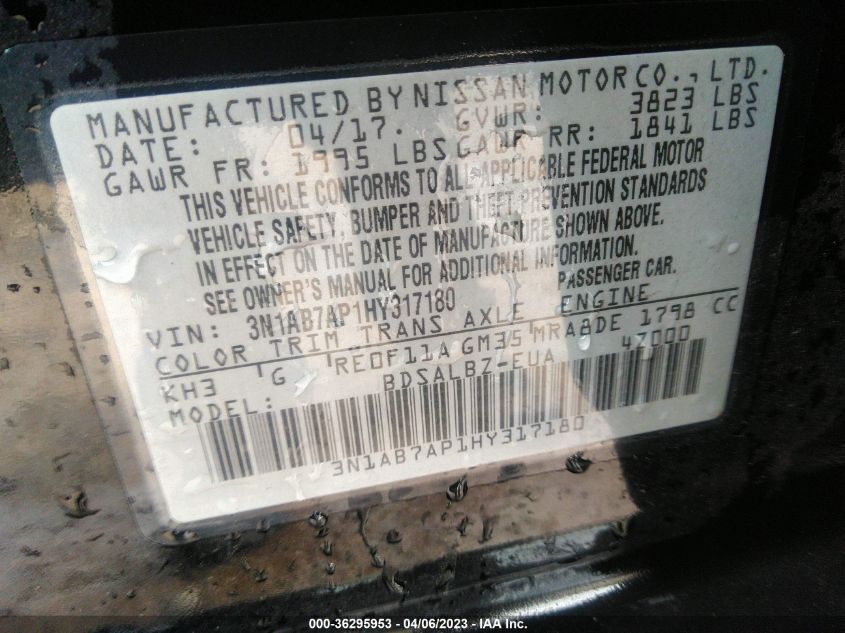 MANUFACTURED BY NISSAN MOTOR CO., LTD.
DATE: 04/17. GVWR: 3823 LBS
GAWR FR: 1995 LBS GAWR RR: 1841 LBS
THIS VEHICLE CONFORMS TO ALL APPLICABLE FEDERAL MOTOR
VEHICLE SAFETY, BUMPER AND THEFT PREVENTION STANDARDS
IN EFFECT ON THE DATE OF MANUFACTURE SHOWN ABOVE.
SEE OWNER'S MANUAL FOR ADDITIONAL INFORMATION.
VIN: 3N1AB7AP1HY317180 PASSENGER CAR.
COLOR TRIM TRANS AXLE ENGINE
KH3 G RE0F11A GM35 MRA8DE 1798 CC
MODEL: BDSALBZ-EUA 4Z000
3N1AB7AP1HY317180
000-36295953 - 04/06/2023 - IAA Inc.